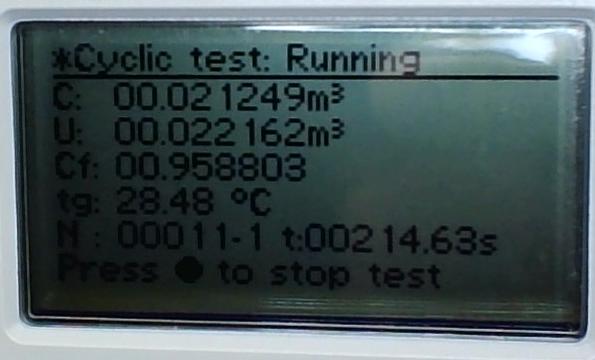 *Cyclic test: Running
C: 00.021249m³
U: 00.022162m³
Cf: 00.958803
tg: 28.48 °C
N : 00011-1 t:00214.63s
Press ● to stop test